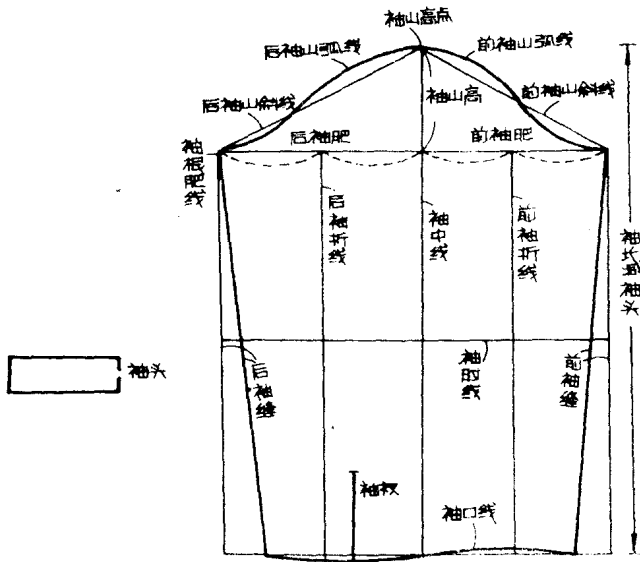 袖山高点
后袖山弧线
前袖山弧线
后袖山斜线
袖山高
前袖山斜线
后袖肥
前袖肥
袖根肥线
后袖折线
袖中线
前袖折线
袖长减袖头
袖头
后袖缝
袖肘线
前袖缝
袖衩
袖口线